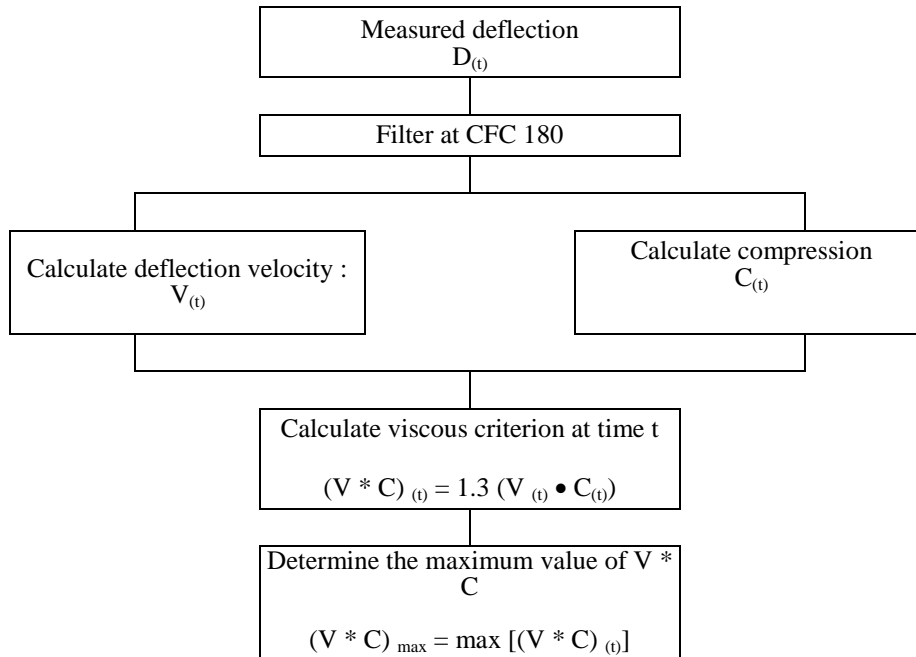 Measured deflection
D(t)
Filter at CFC 180
Calculate deflection velocity :
V(t)
Calculate compression
C(t)
Calculate viscous criterion at time t
(V * C) (t) = 1.3 (V (t) • C(t))
Determine the maximum value of V *
C
(V * C) max = max [(V * C) (t)]